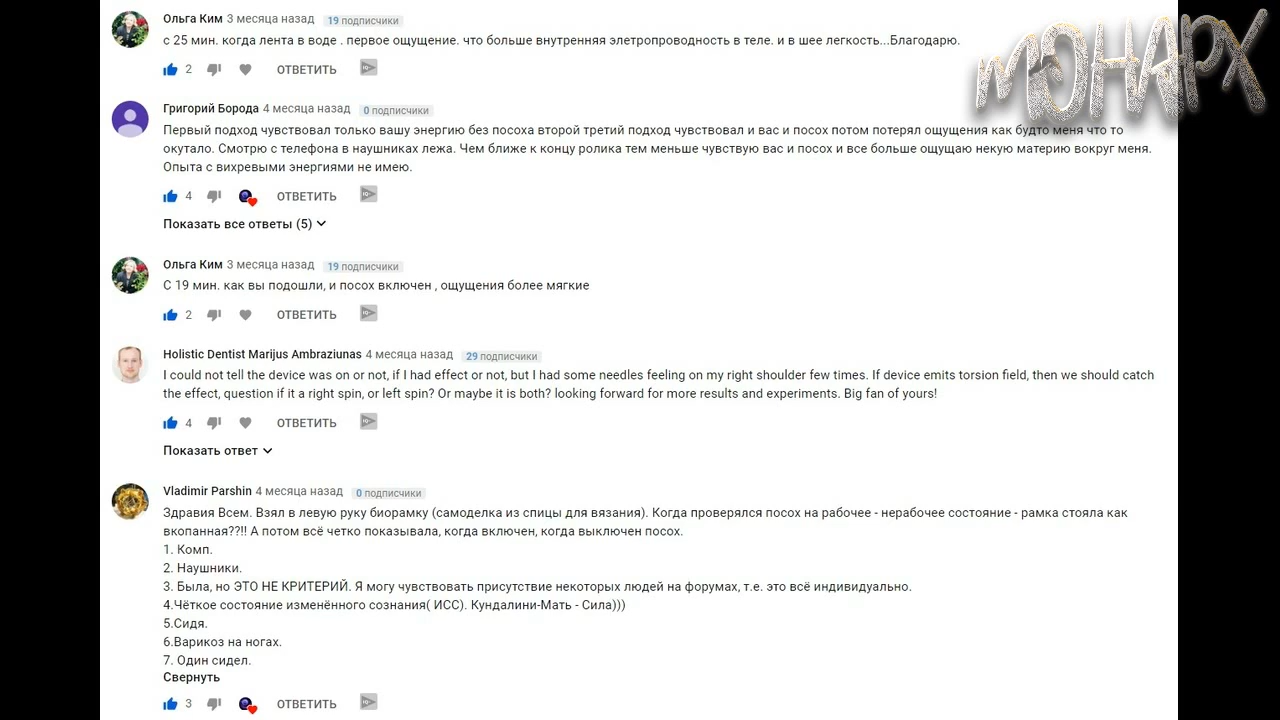 Ольга Ким 3 месяца назад 19 подписчики
с 25 мин. когда лента в воде . первое ощущение. что больше внутренняя элетропроводность в теле. и в шее легкость...Благодарю.
2 ОТВЕТИТЬ
МОНАРХ
Григорий Борода 4 месяца назад 0 подписчики
Первый подход чувствовал только вашу энергию без посоха второй третий подход чувствовал и вас и посох потом потерял ощущения как будто меня что то
окутало. Смотрю с телефона в наушниках лежа. Чем ближе к концу ролика тем меньше чувствую вас и посох и все больше ощущаю некую материю вокруг меня.
Опыта с вихревыми энергиями не имею.
4 ОТВЕТИТЬ
Показать все ответы (5)
Ольга Ким 3 месяца назад 19 подписчики
С 19 мин. как вы подошли, и посох включен , ощущения более мягкие
2 ОТВЕТИТЬ
Holistic Dentist Marijus Ambraziunas 4 месяца назад 29 подписчики
I could not tell the device was on or not, if I had effect or not, but I had some needles feeling on my right shoulder few times. If device emits torsion field, then we should catch
the effect, question if it a right spin, or left spin? Or maybe it is both? looking forward for more results and experiments. Big fan of yours!
4 ОТВЕТИТЬ
Показать ответ
Vladimir Parshin 4 месяца назад 0 подписчики
Здравия Всем. Взял в левую руку биорамку (самоделка из спицы для вязания). Когда проверялся посох на рабочее - нерабочее состояние - рамка стояла как
вкопанная??!! А потом всё четко показывала, когда включен, когда выключен посох.
1. Комп.
2. Наушники.
3. Была, но ЭТО НЕ КРИТЕРИЙ. Я могу чувствовать присутствие некоторых людей на форумах, т.е. это всё индивидуально.
4.Чёткое состояние изменённого сознания( ИСС). Кундалини-Мать - Сила)))
5.Сидя.
6.Варикоз на ногах.
7. Один сидел.
Свернуть
3 ОТВЕТИТЬ